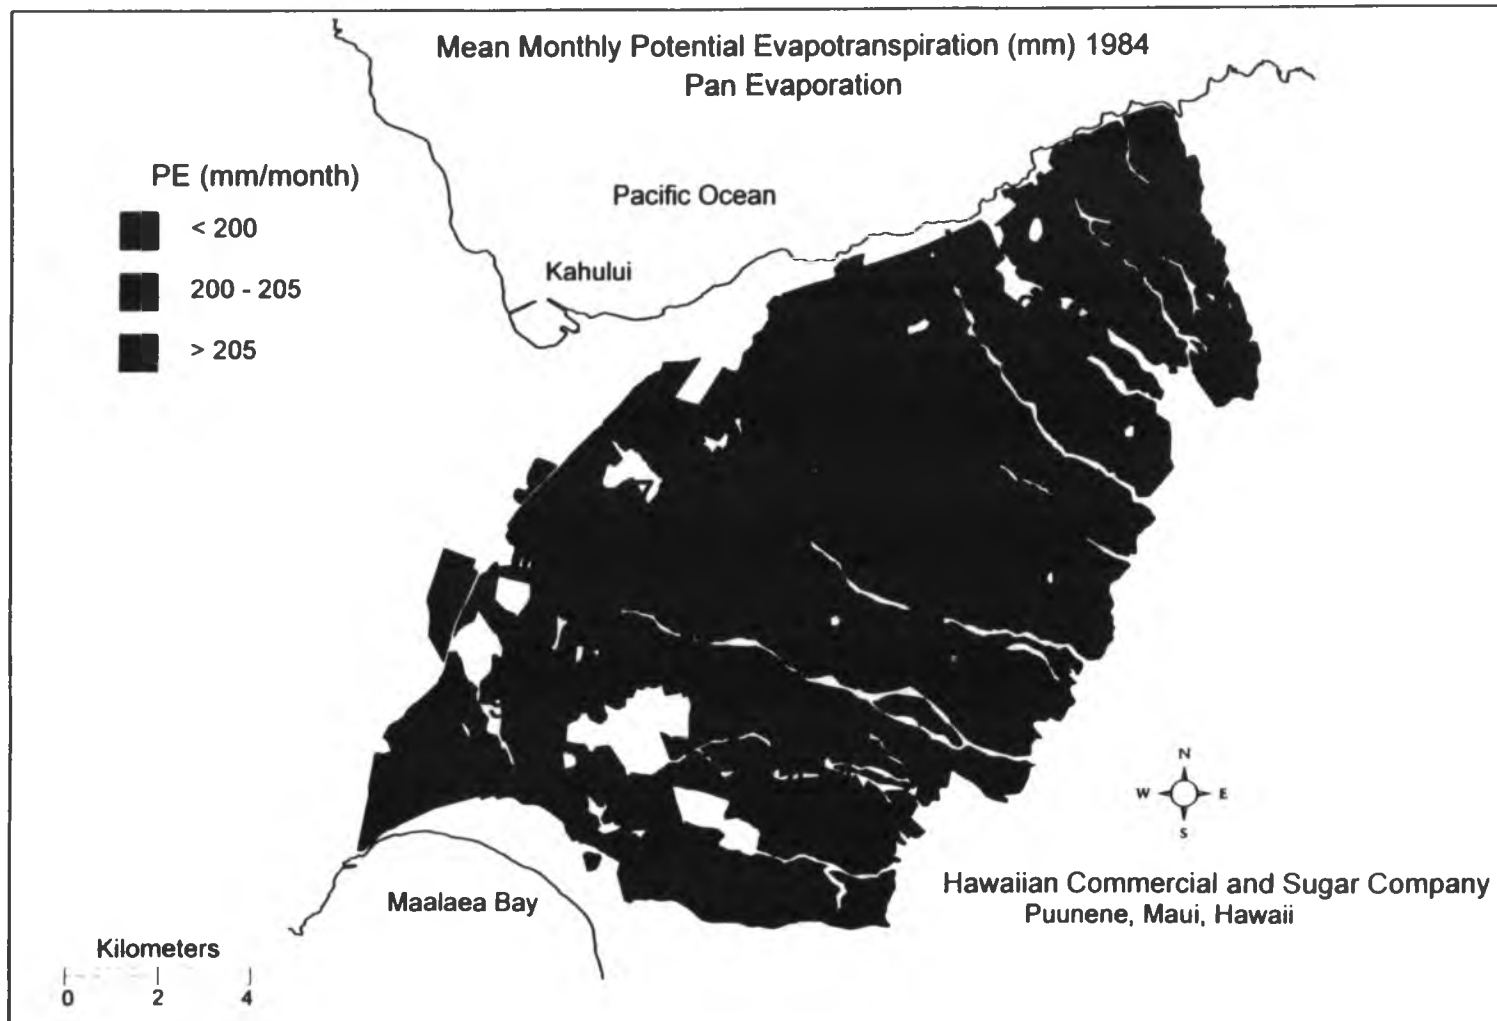 Mean Monthly Potential Evapotranspiration (mm) 1984
Pan Evaporation
PE (mm/month)
< 200
200 - 205
> 205
Pacific Ocean
Kahului
N
W E
S
Hawaiian Commercial and Sugar Company
Puunene, Maui, Hawaii
Maalaea Bay
Kilometers
0 2 4